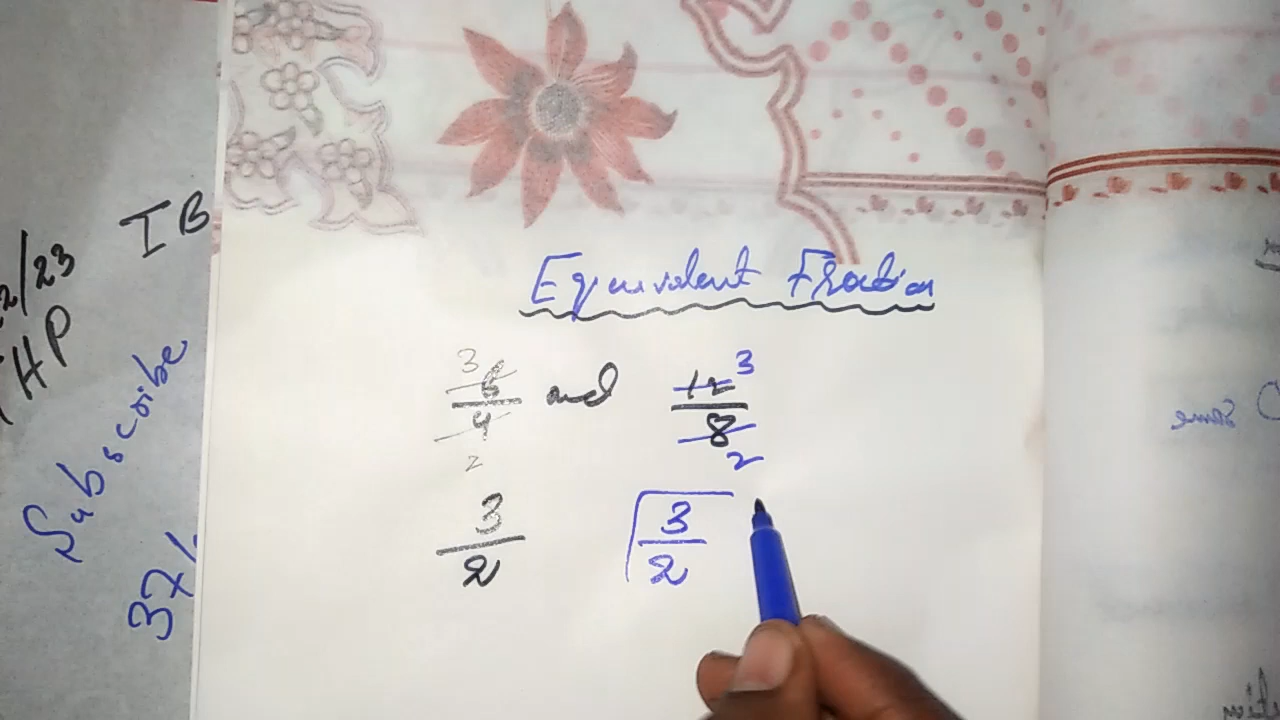 Equivalent Fraction
3 6/4 2 and 12 3/8 2
3/2 3/2
IB
2/23
HP
Subscribe
37/
Same